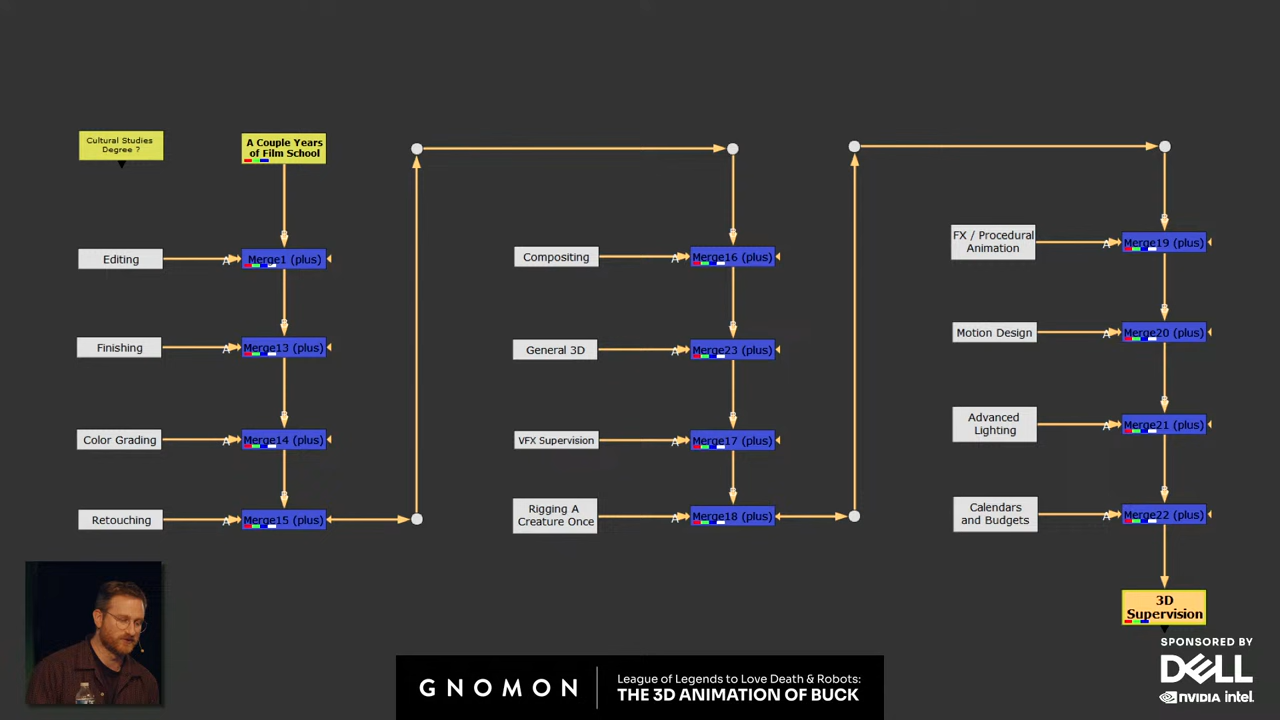 Cultural Studies
Degree ?
A Couple Years
of Film School
Editing
A
B
Merge1 (plus)
Finishing
A
B
Merge13 (plus)
Color Grading
A
B
Merge14 (plus)
Retouching
A
B
Merge15 (plus)
Compositing
A
B
Merge16 (plus)
General 3D
A
B
Merge23 (plus)
VFX Supervision
A
B
Merge17 (plus)
Rigging A
Creature Once
A
B
Merge18 (plus)
FX / Procedural
Animation
A
B
Merge19 (plus)
Motion Design
A
B
Merge20 (plus)
Advanced
Lighting
A
B
Merge21 (plus)
Calendars
and Budgets
A
B
Merge22 (plus)
3D
Supervision
GNOMON
League of Legends to Love Death & Robots:
THE 3D ANIMATION OF BUCK
SPONSORED BY
DELL
NVIDIA intel.